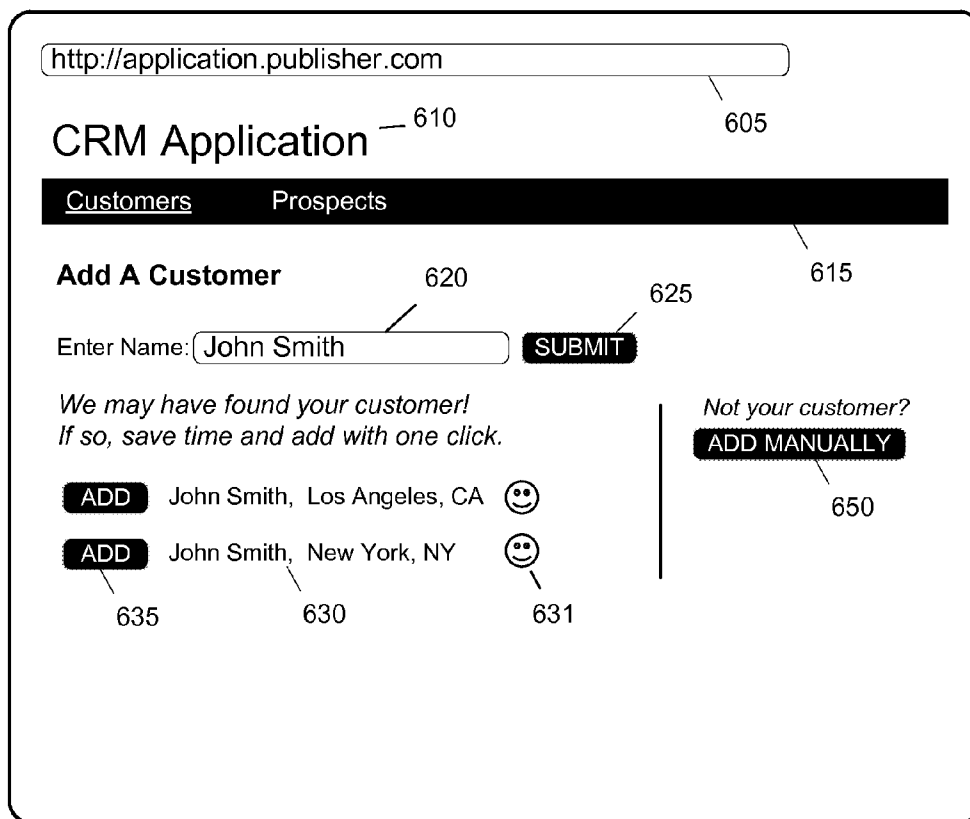 http://application.publisher.com
605
CRM Application
610
Customers Prospects
615
Add A Customer
620
625
Enter Name: John Smith SUBMIT
We may have found your customer!
If so, save time and add with one click.
Not your customer?
ADD MANUALLY
650
ADD John Smith, Los Angeles, CA
ADD John Smith, New York, NY
635 630 631